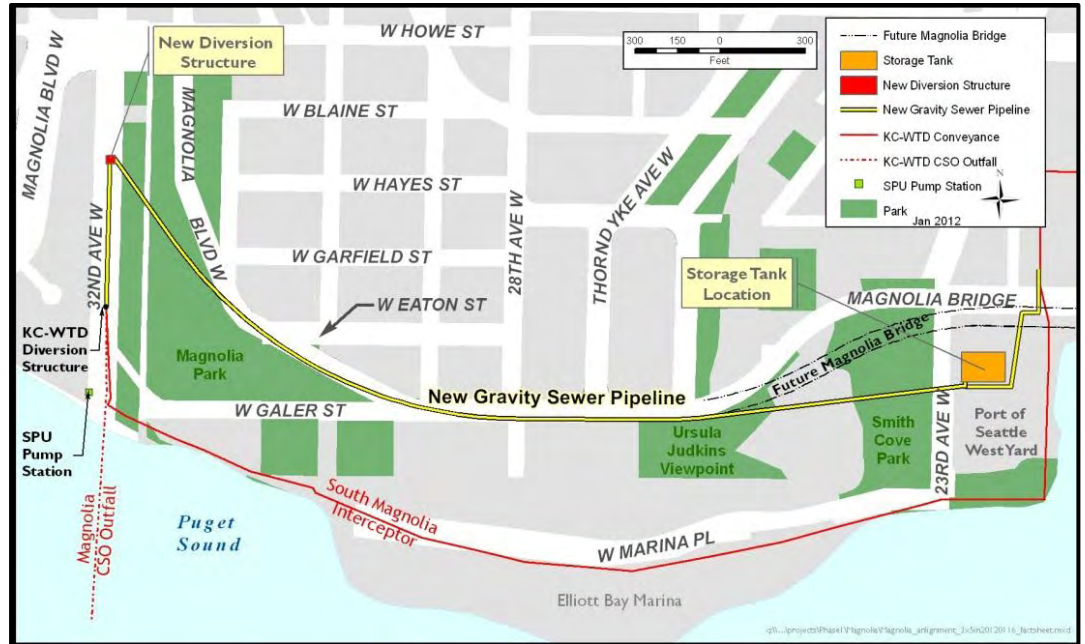 W HOWE ST
New Diversion
Structure
MAGNOLIA BLVD W
MAGNOLIA
BLVD W
W BLAINE ST
W HAYES ST
W GARFIELD ST
W EATON ST
28TH AVE W
THORNDYKE AVE W
32ND AVE W
300 150 0 300
Feet
Future Magnolia Bridge
Storage Tank
New Diversion Structure
New Gravity Sewer Pipeline
KC-WTD Conveyance
KC-WTD CSO Outfall
SPU Pump Station
Park
N
Jan 2012
Storage Tank
Location
MAGNOLIA BRIDGE
Future Magnolia Bridge
KC-WTD
Diversion
Structure
Magnolia
Park
New Gravity Sewer Pipeline
W GALER ST
SPU
Pump
Station
Ursula
Judkins
Viewpoint
Smith
Cove
Park
23RD AVE W
Port of
Seattle
West Yard
Magnolia
CSO Outfall
Puget
Sound
South Magnolia
Interceptor
W MARINA PL
Elliott Bay Marina